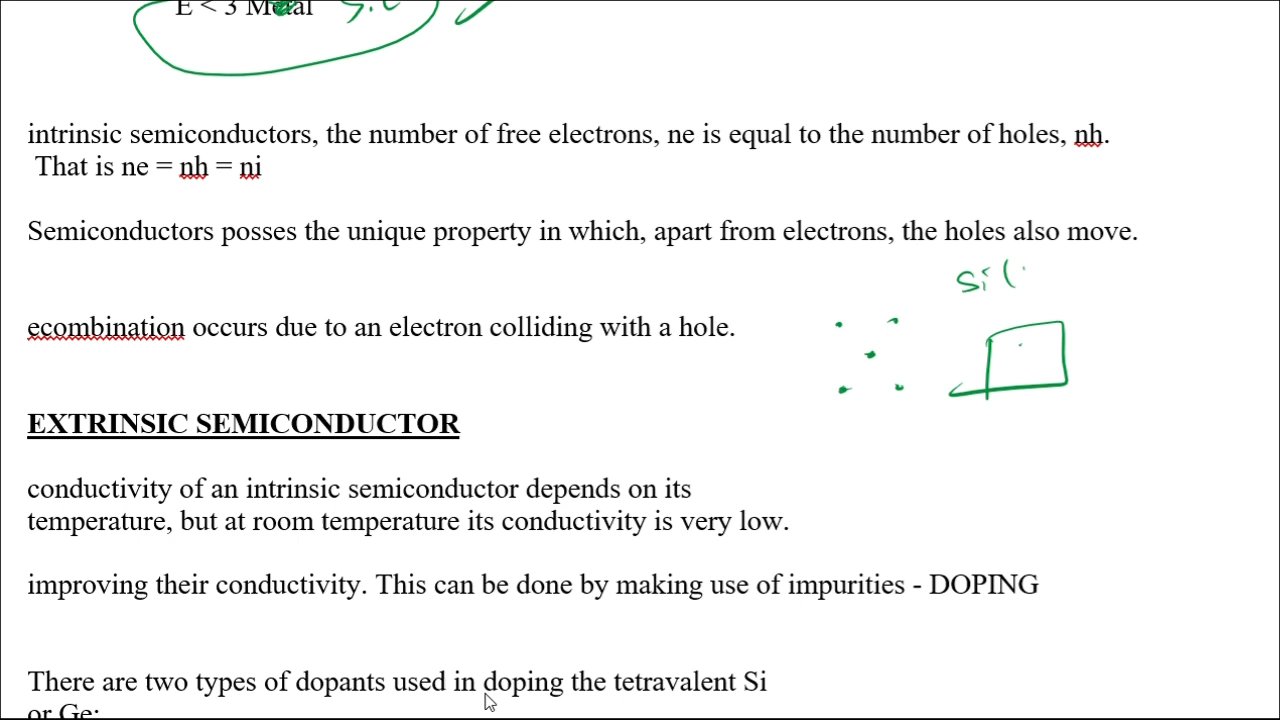 E < 3 Metal
intrinsic semiconductors, the number of free electrons, ne is equal to the number of holes, nh.
That is ne = nh = ni
Semiconductors posses the unique property in which, apart from electrons, the holes also move.
ecombination occurs due to an electron colliding with a hole.
EXTRINSIC SEMICONDUCTOR
conductivity of an intrinsic semiconductor depends on its
temperature, but at room temperature its conductivity is very low.
improving their conductivity. This can be done by making use of impurities - DOPING
There are two types of dopants used in doping the tetravalent Si
or Ge: